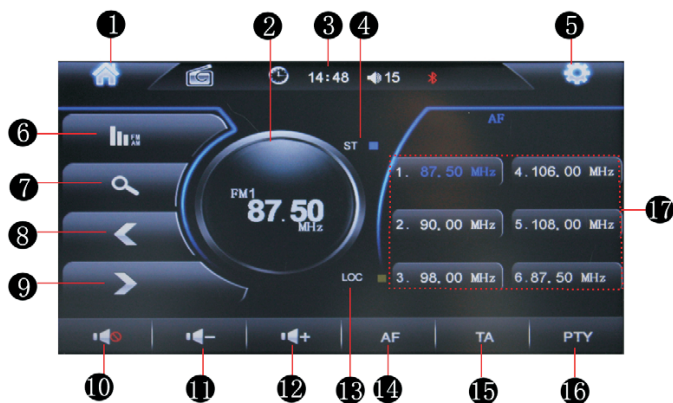 1 2 3 4 5
14:48 15
6 FM AM
ST
AF
7
1. 87.50 MHz 4. 106.00 MHz
17
FM1
87.50
MHz
8
2. 90.00 MHz 5. 108.00 MHz
9
LOC
3. 98.00 MHz 6. 87.50 MHz
AF TA PTY
10 11 12 13 14 15 16